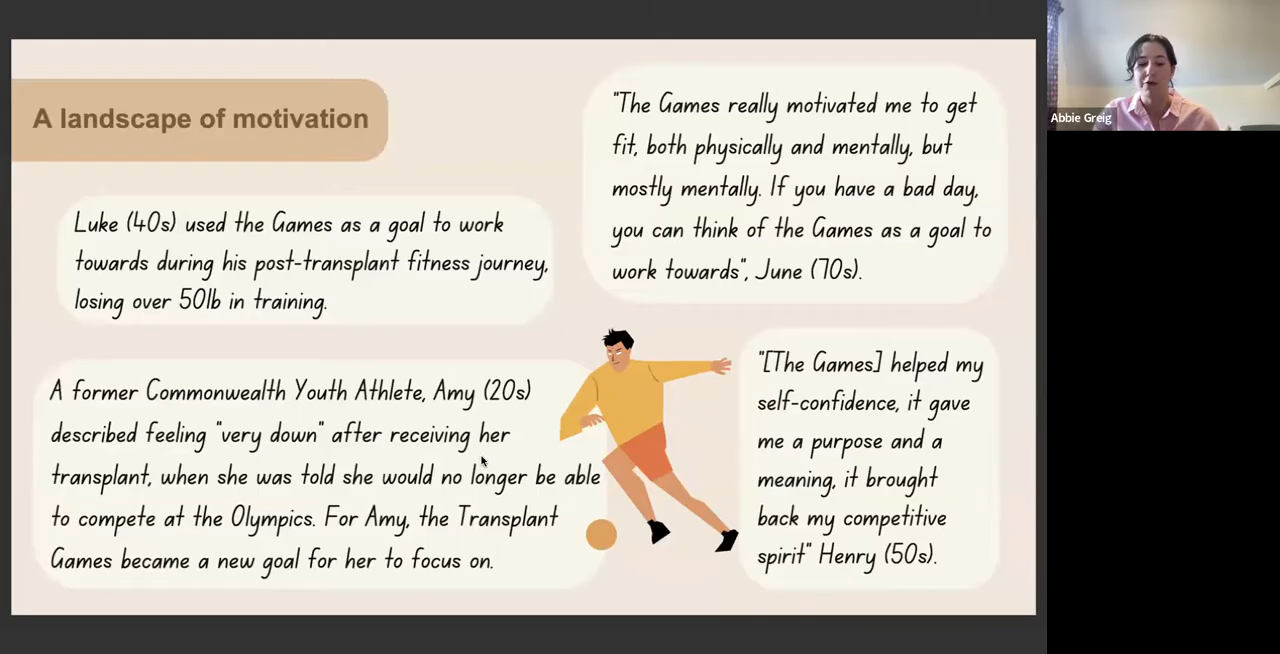 A landscape of motivation
Luke (40s) used the Games as a goal to work
towards during his post-transplant fitness journey,
losing over 50lb in training.
"The Games really motivated me to get
fit, both physically and mentally, but
mostly mentally. If you have a bad day,
you can think of the Games as a goal to
work towards", June (70s).
A former Commonwealth Youth Athlete, Amy (20s)
described feeling "very down" after receiving her
transplant, when she was told she would no longer be able
to compete at the Olympics. For Amy, the Transplant
Games became a new goal for her to focus on.
"[The Games] helped my
self-confidence, it gave
me a purpose and a
meaning, it brought
back my competitive
spirit" Henry (50s).
Abbie Greig